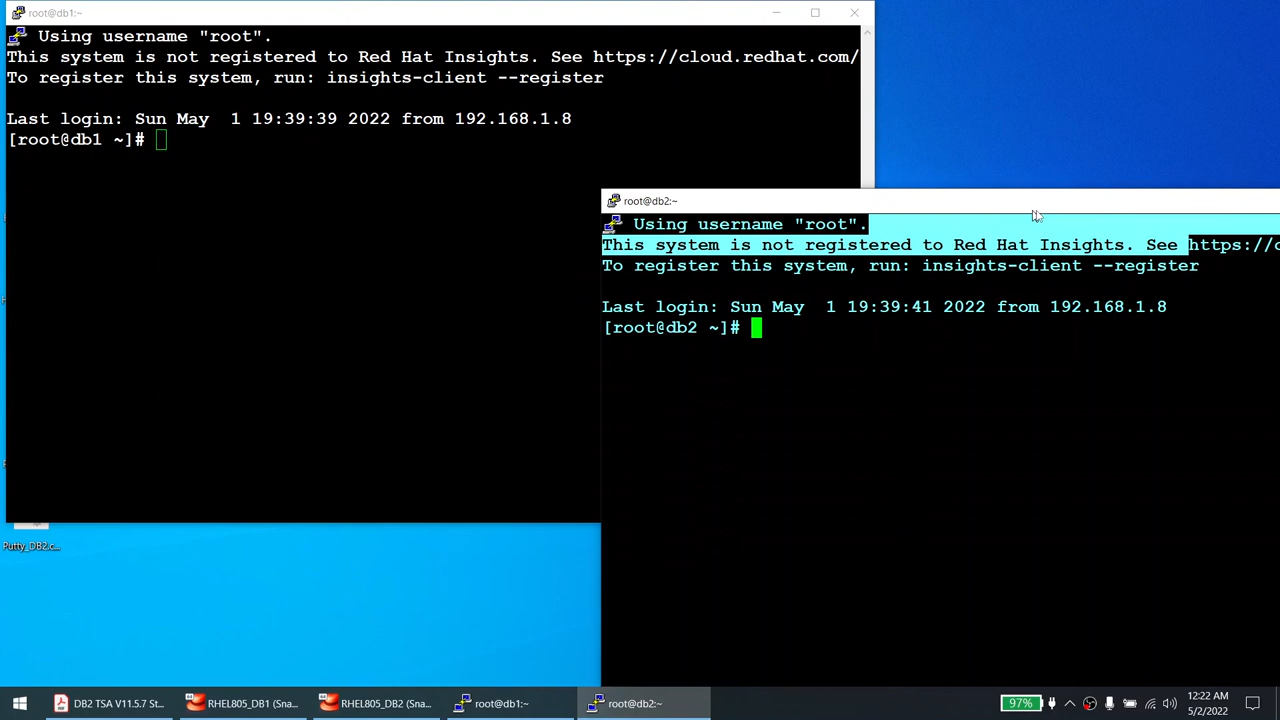 root@db1:~
Using username "root".
This system is not registered to Red Hat Insights. See https://cloud.redhat.com/
To register this system, run: insights-client --register
Last login: Sun May  1 19:39:39 2022 from 192.168.1.8
[root@db1 ~]#
root@db2:~
Using username "root".
This system is not registered to Red Hat Insights. See https://c
To register this system, run: insights-client --register
Last login: Sun May  1 19:39:41 2022 from 192.168.1.8
[root@db2 ~]#
Putty_DB2.c...
DB2 TSA V11.5.7 St...
RHEL805_DB1 (Sna...
RHEL805_DB2 (Sna...
root@db1:~
root@db2:~
97%
12:22 AM
5/2/2022